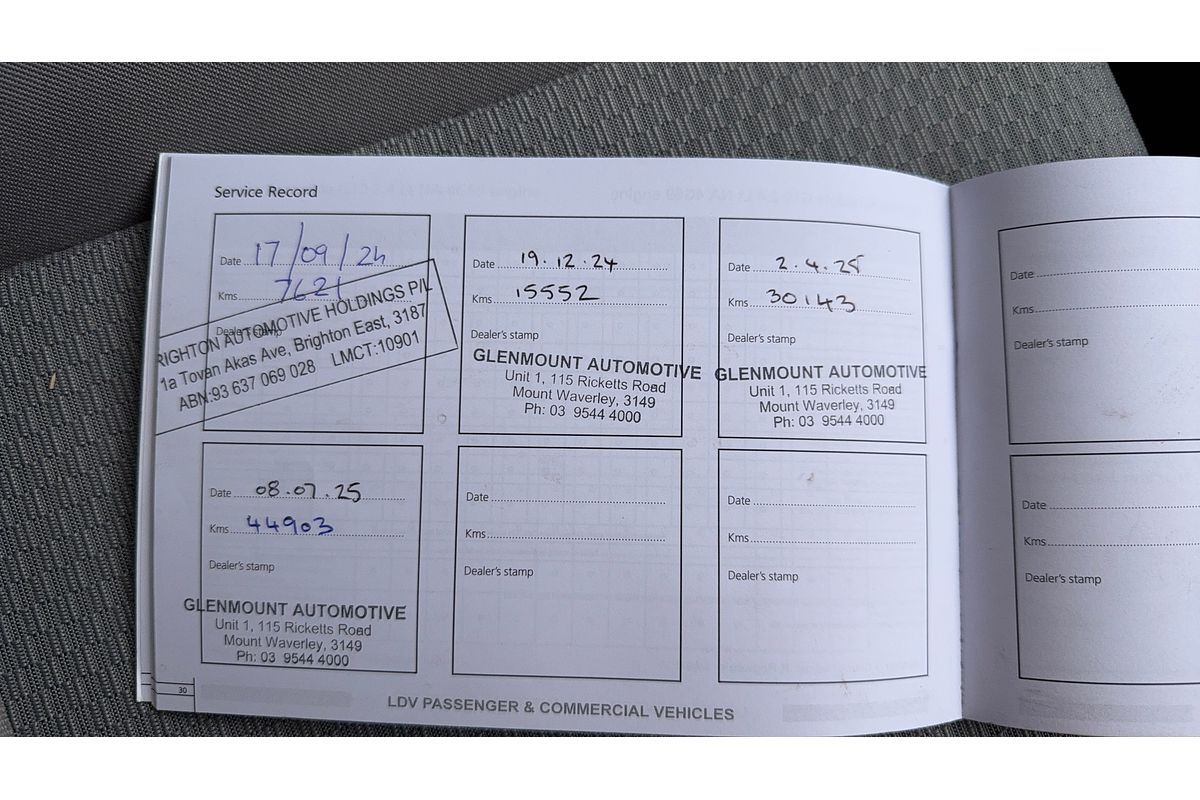 Service Record
Date 17/09/24
Kms 7621
Dealer's stamp
BRIGHTON AUTOMOTIVE HOLDINGS P/L
1a Tovan Akas Ave, Brighton East, 3187
ABN:93 637 069 028 LMCT:10901
Date 19.12.24
Kms 15552
Dealer's stamp
GLENMOUNT AUTOMOTIVE
Unit 1, 115 Ricketts Road
Mount Waverley, 3149
Ph: 03 9544 4000
Date 2.4.25
Kms 30143
Dealer's stamp
GLENMOUNT AUTOMOTIVE
Unit 1, 115 Ricketts Road
Mount Waverley, 3149
Ph: 03 9544 4000
Date 08.07.25
Kms 44903
Dealer's stamp
GLENMOUNT AUTOMOTIVE
Unit 1, 115 Ricketts Road
Mount Waverley, 3149
Ph: 03 9544 4000
Date
Kms
Dealer's stamp
Date
Kms
Dealer's stamp
30
LDV PASSENGER & COMMERCIAL VEHICLES
Date
Kms
Dealer's stamp
Date
Kms
Dealer's stamp